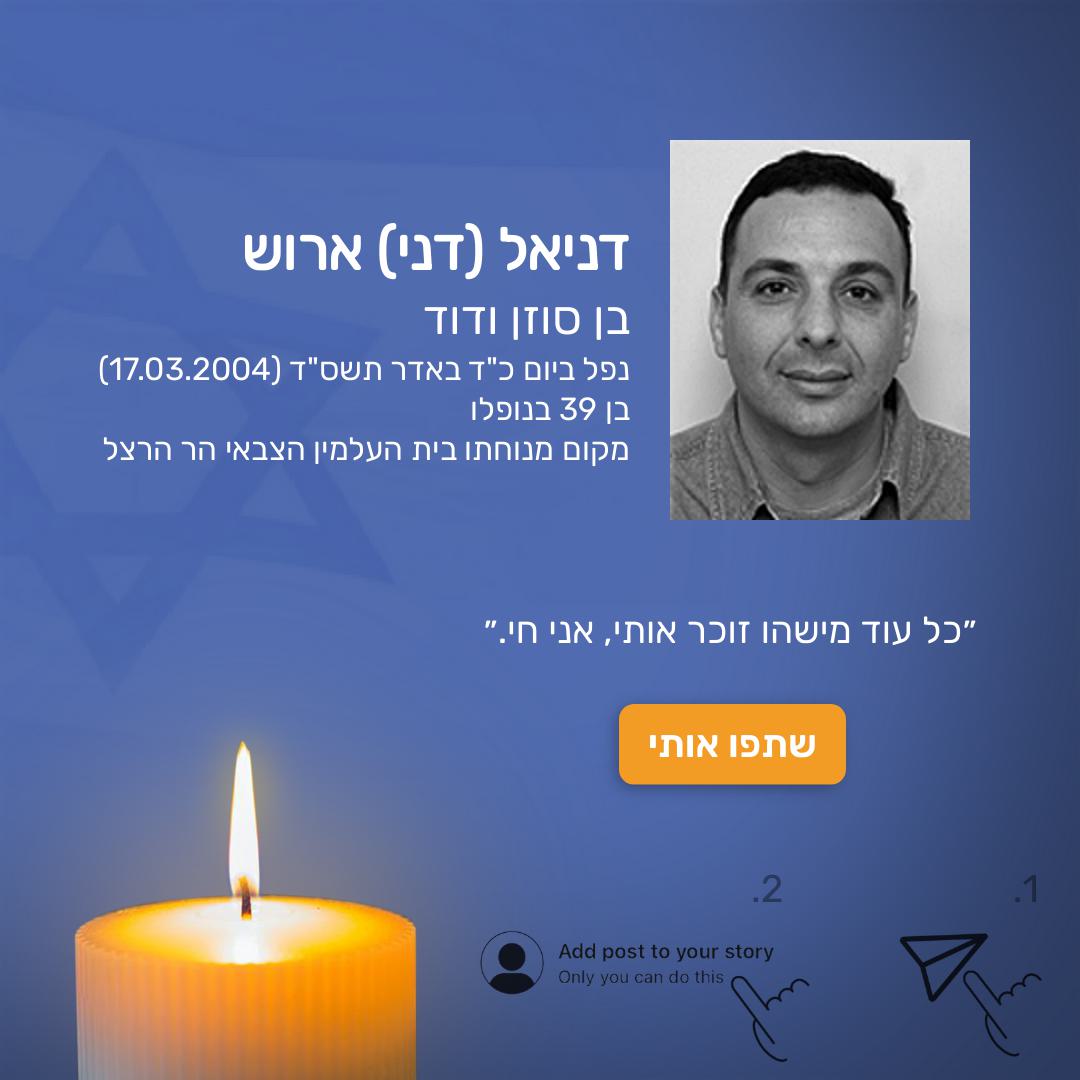 דניאל (דני) ארוש
בן סוזן ודוד
נפל ביום כ"ד באדר תשס"ד (17.03.2004)
בן 39 בנופלו
מקום מנוחתו בית העלמין הצבאי הר הרצל
״כל עוד מישהו זוכר אותי, אני חי.״
שתפו אותי
1.
2.
Add post to your story
Only you can do this